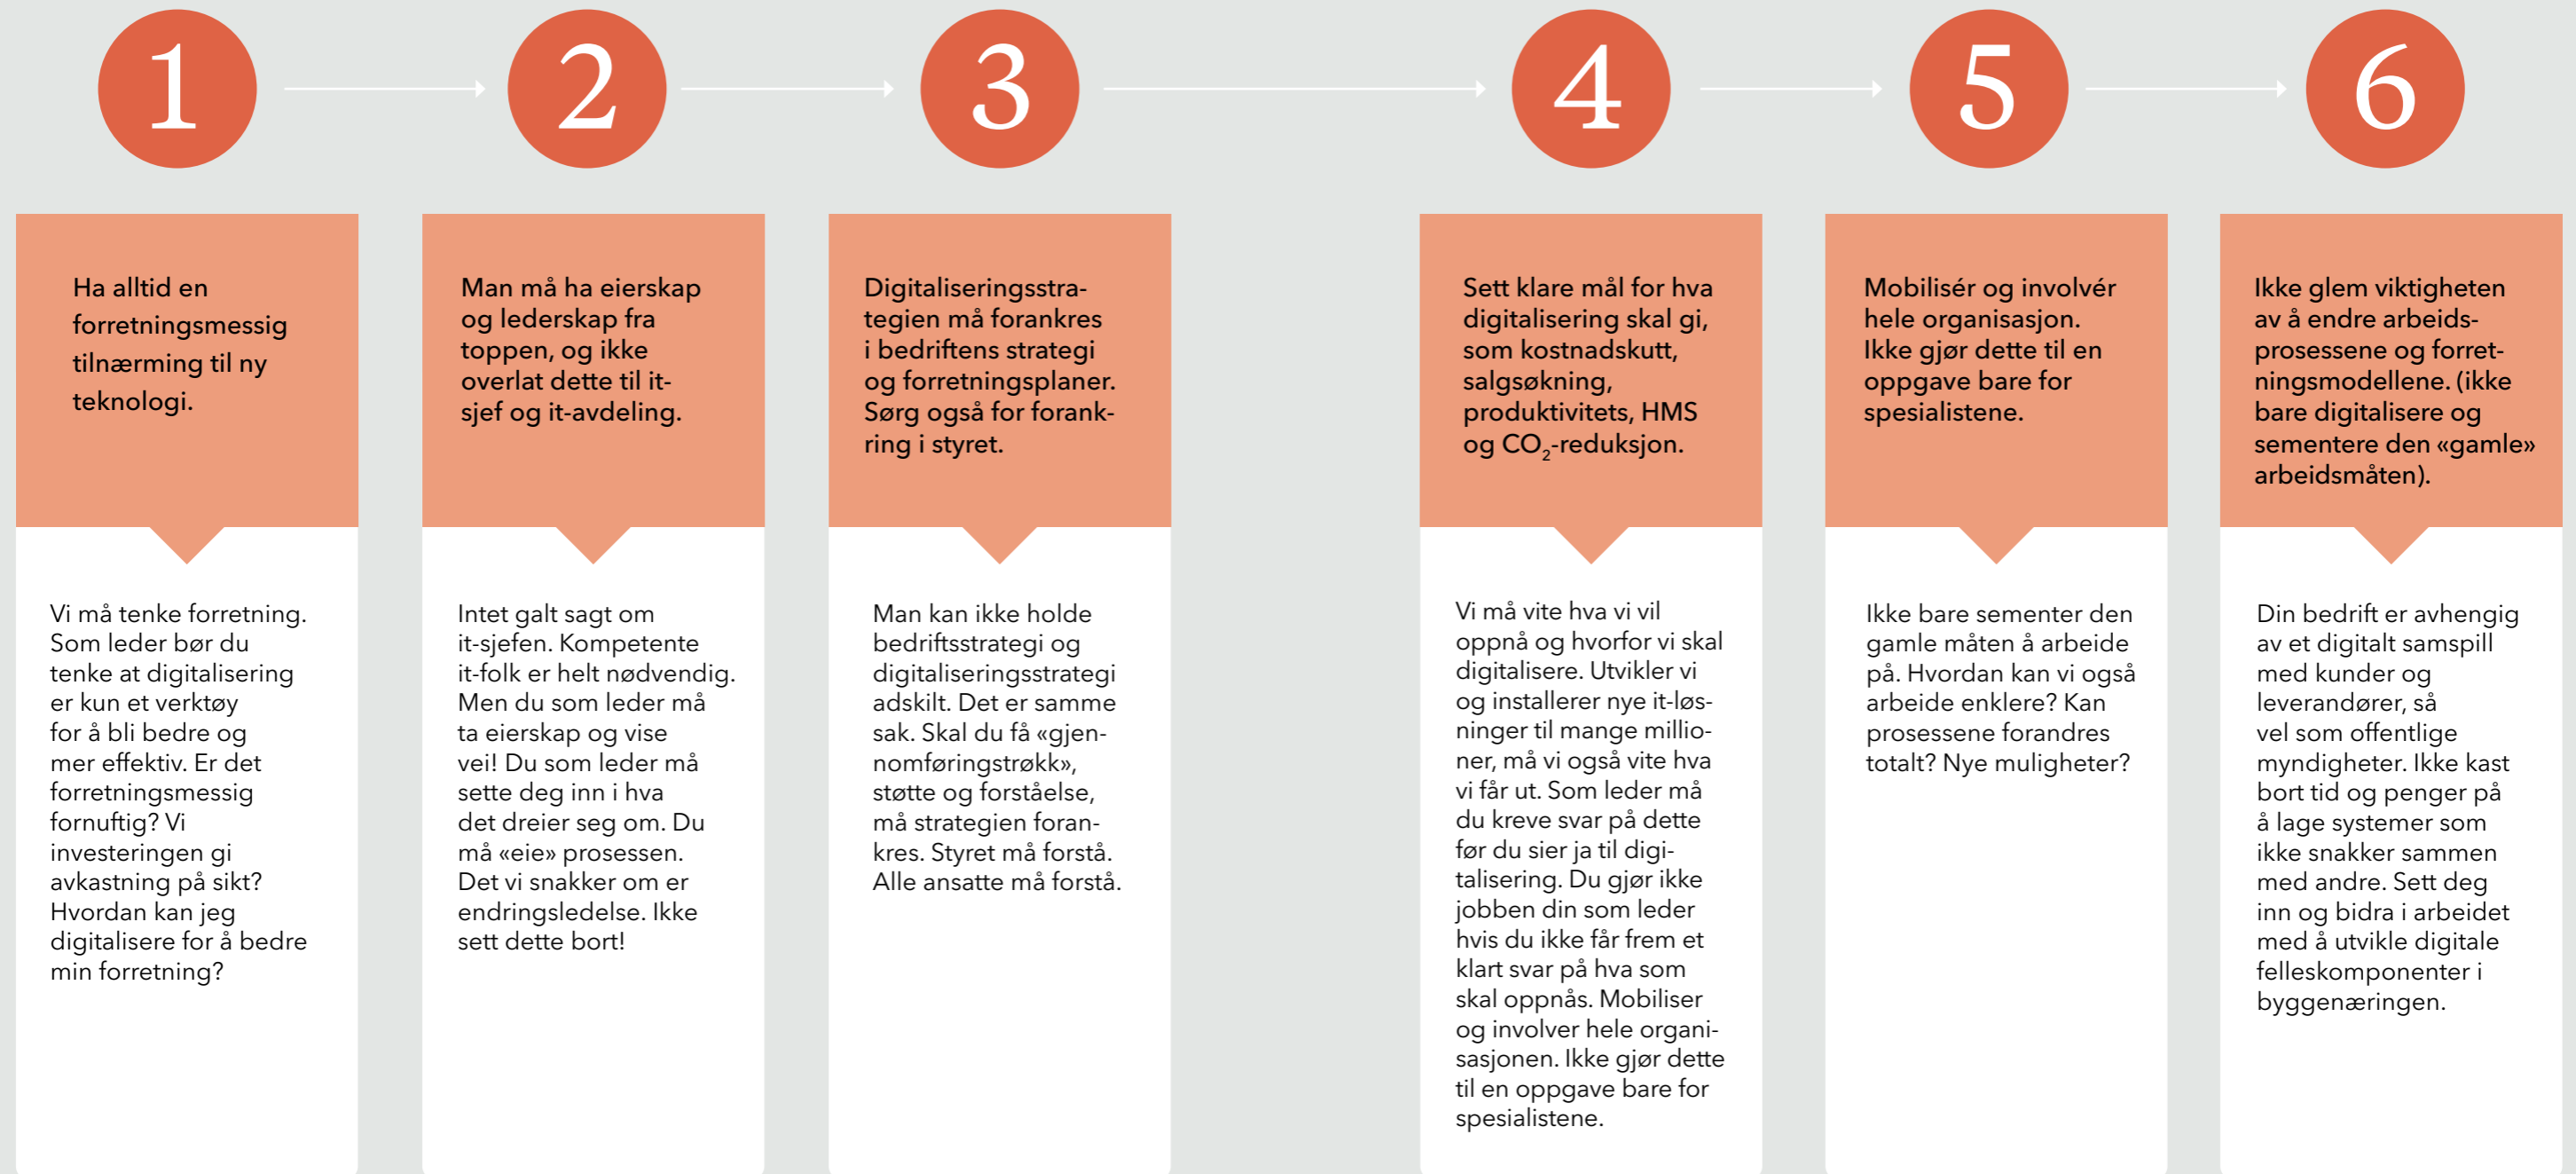 1
Ha alltid en
forretningsmessig
tilnærming til ny
teknologi.
Vi må tenke forretning.
Som leder bør du
tenke at digitalisering
er kun et verktøy
for å bli bedre og
mer effektiv. Er det
forretningsmessig
fornuftig? Vi
investeringen gi
avkastning på sikt?
Hvordan kan jeg
digitalisere for å bedre
min forretning?
2
Man må ha eierskap
og lederskap fra
toppen, og ikke
overlat dette til it-
sjef og it-avdeling.
Intet galt sagt om
it-sjefen. Kompetente
it-folk er helt nødvendig.
Men du som leder må
ta eierskap og vise
vei! Du som leder må
sette deg inn i hva
det dreier seg om. Du
må «eie» prosessen.
Det vi snakker om er
endringsledelse. Ikke
sett dette bort!
3
Digitaliseringsstra-
tegien må forankres
i bedriftens strategi
og forretningsplaner.
Sørg også for forank-
ring i styret.
Man kan ikke holde
bedriftsstrategi og
digitaliseringsstrategi
adskilt. Det er samme
sak. Skal du få «gjen-
nomføringstrøkk»,
støtte og forståelse,
må strategien foran-
kres. Styret må forstå.
Alle ansatte må forstå.
4
Sett klare mål for hva
digitalisering skal gi,
som kostnadskutt,
salgsøkning,
produktivitets, HMS
og CO₂-reduksjon.
Vi må vite hva vi vil
oppnå og hvorfor vi skal
digitalisere. Utvikler vi
og installerer nye it-løs-
ninger til mange millio-
ner, må vi også vite hva
vi får ut. Som leder må
du kreve svar på dette
før du sier ja til digi-
talisering. Du gjør ikke
jobben din som leder
hvis du ikke får frem et
klart svar på hva som
skal oppnås. Mobiliser
og involver hele organi-
sasjonen. Ikke gjør dette
til en oppgave bare for
spesialistene.
5
Mobilisér og involvér
hele organisasjon.
Ikke gjør dette til en
oppgave bare for
spesialistene.
Ikke bare sementer den
gamle måten å arbeide
på. Hvordan kan vi også
arbeide enklere? Kan
prosessene forandres
totalt? Nye muligheter?
6
Ikke glem viktigheten
av å endre arbeids-
prosessene og forret-
ningsmodellene. (ikke
bare digitalisere og
sementere den «gamle»
arbeidsmåten).
Din bedrift er avhengig
av et digitalt samspill
med kunder og
leverandører, så
vel som offentlige
myndigheter. Ikke kast
bort tid og penger på
å lage systemer som
ikke snakker sammen
med andre. Sett deg
inn og bidra i arbeidet
med å utvikle digitale
felleskomponenter i
byggenæringen.